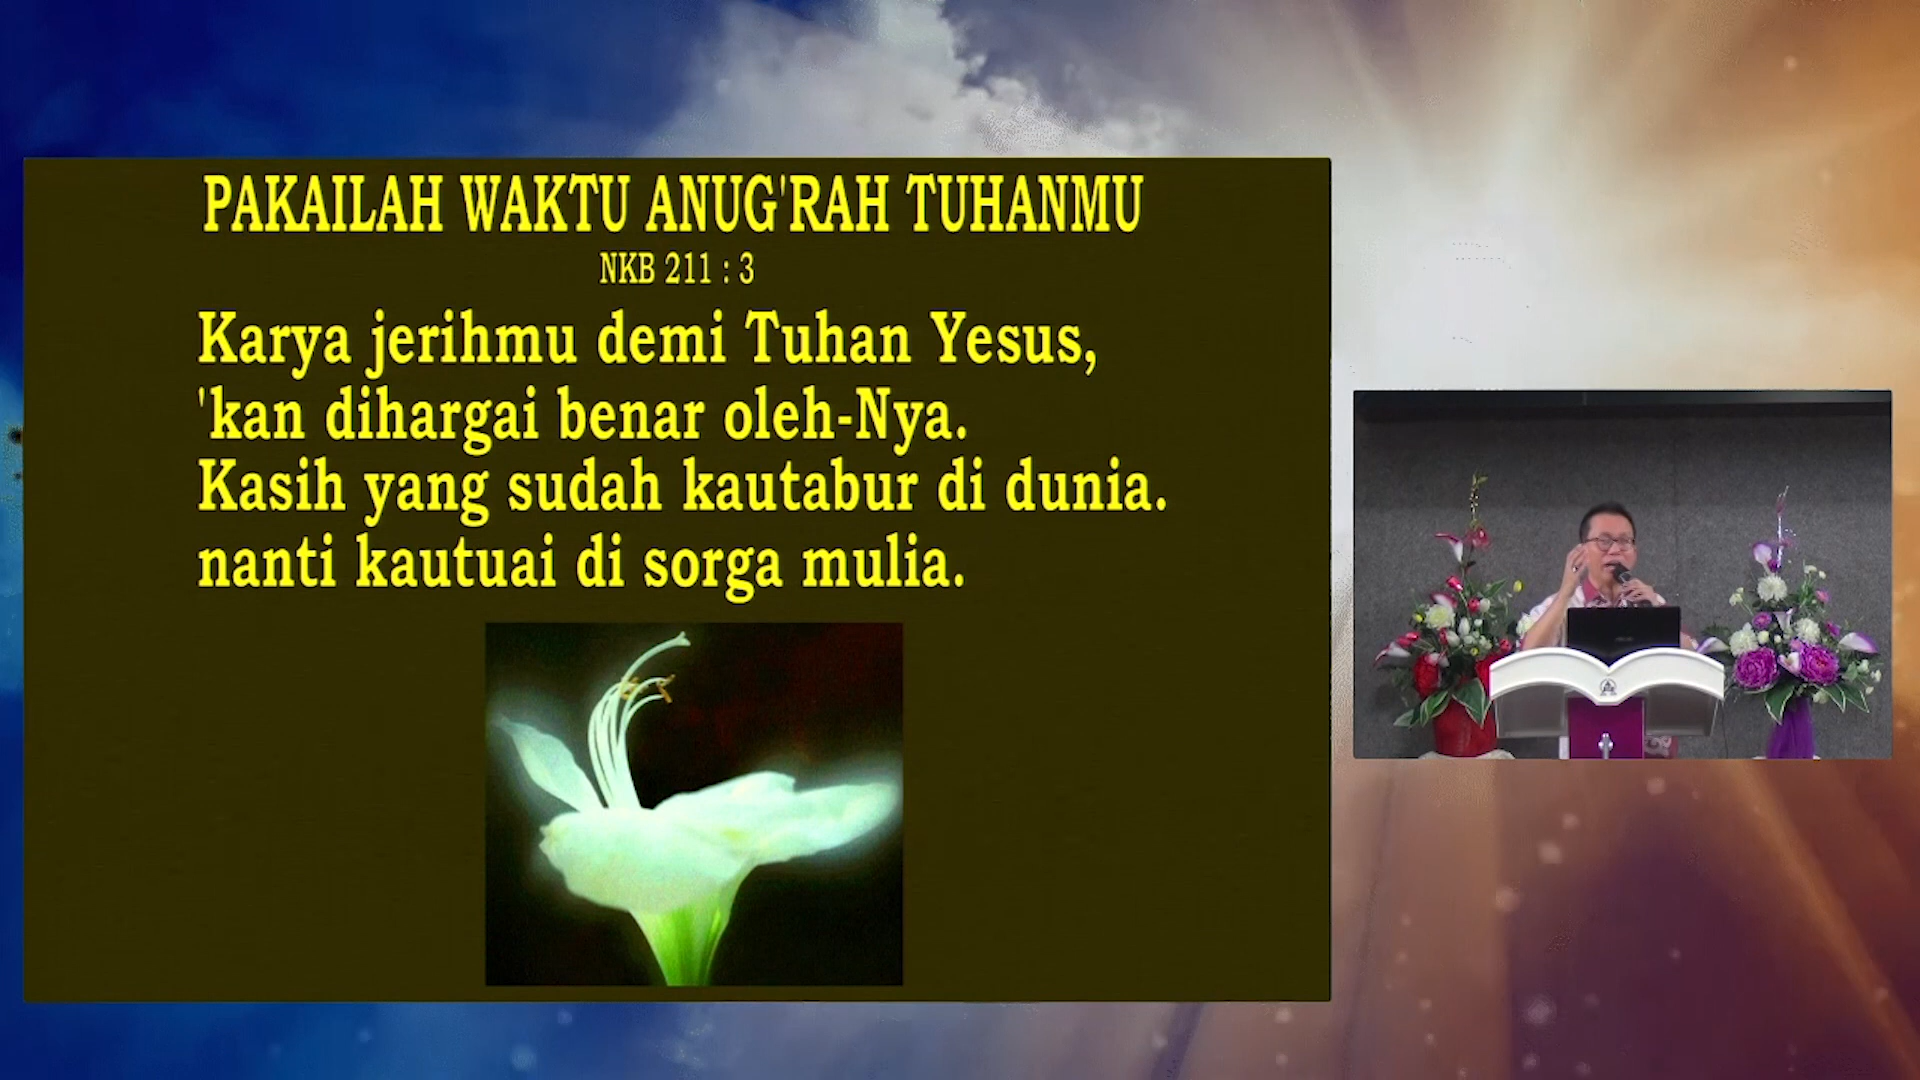 PAKAILAH WAKTU ANUG'RAH TUHANMU
NKB 211 : 3
Karya jerihmu demi Tuhan Yesus,
'kan dihargai benar oleh-Nya.
Kasih yang sudah kautabur di dunia.
nanti kautuai di sorga mulia.